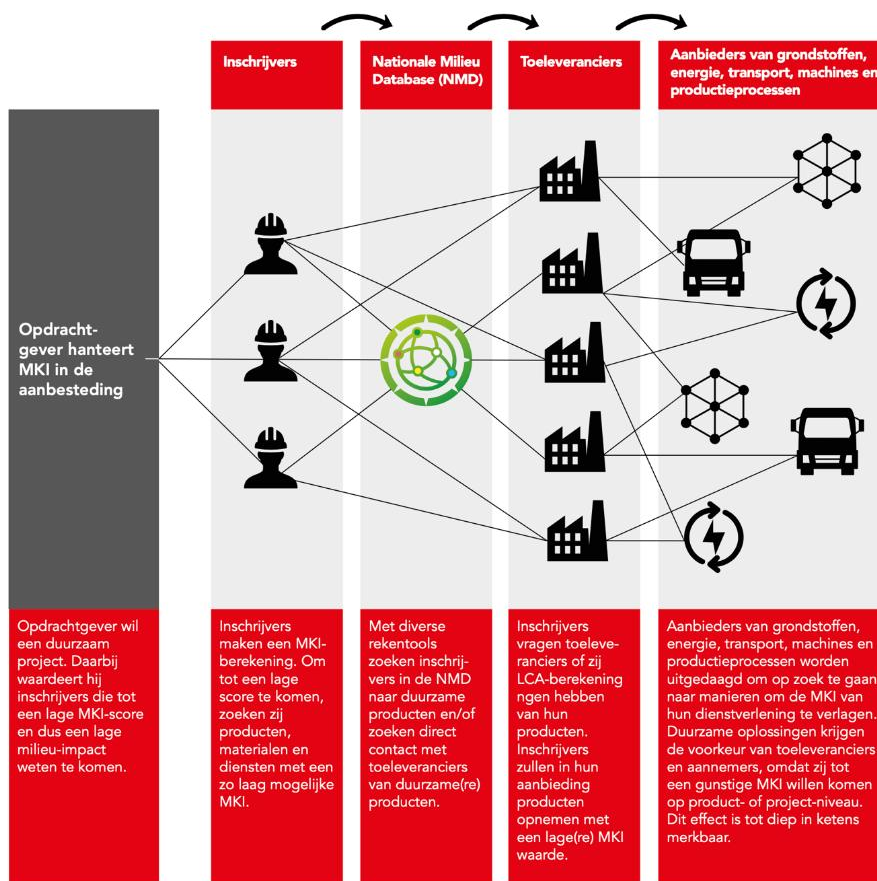 Inschrijvers
Nationale Milieu
Database (NMD)
Toeleveranciers
Aanbieders van grondstoffen,
energie, transport, machines en
productieprocessen
Opdracht-
gever hanteert
MKI in de
aanbesteding
Opdrachtgever wil
een duurzaam
project. Daarbij
waardeert hij
inschrijvers die tot
een lage MKI-score
en dus een lage
milieu-impact
weten te komen.
Inschrijvers
maken een MKI-
berekening. Om
tot een lage
score te komen,
zoeken zij
producten,
materialen en
diensten met een
zo laag mogelijke
MKI.
Met diverse
rekentools
zoeken inschrij-
vers in de NMD
naar duurzame
producten en/of
zoeken direct
contact met
toeleveranciers
van duurzame(re)
producten.
Inschrijvers
vragen toeleve-
ranciers of zij
LCA-berekening
ngen hebben
van hun
producten.
Inschrijvers
zullen in hun
aanbieding
producten
opnemen met
een lage(re) MKI
waarde.
Aanbieders van grondstoffen,
energie, transport, machines en
productieprocessen worden
uitgedaagd om op zoek te gaan
naar manieren om de MKI van
hun dienstverlening te verlagen.
Duurzame oplossingen krijgen
de voorkeur van toeleveranciers
en aannemers, omdat zij tot
een gunstige MKI willen komen
op product- of project-niveau.
Dit effect is tot diep in ketens
merkbaar.